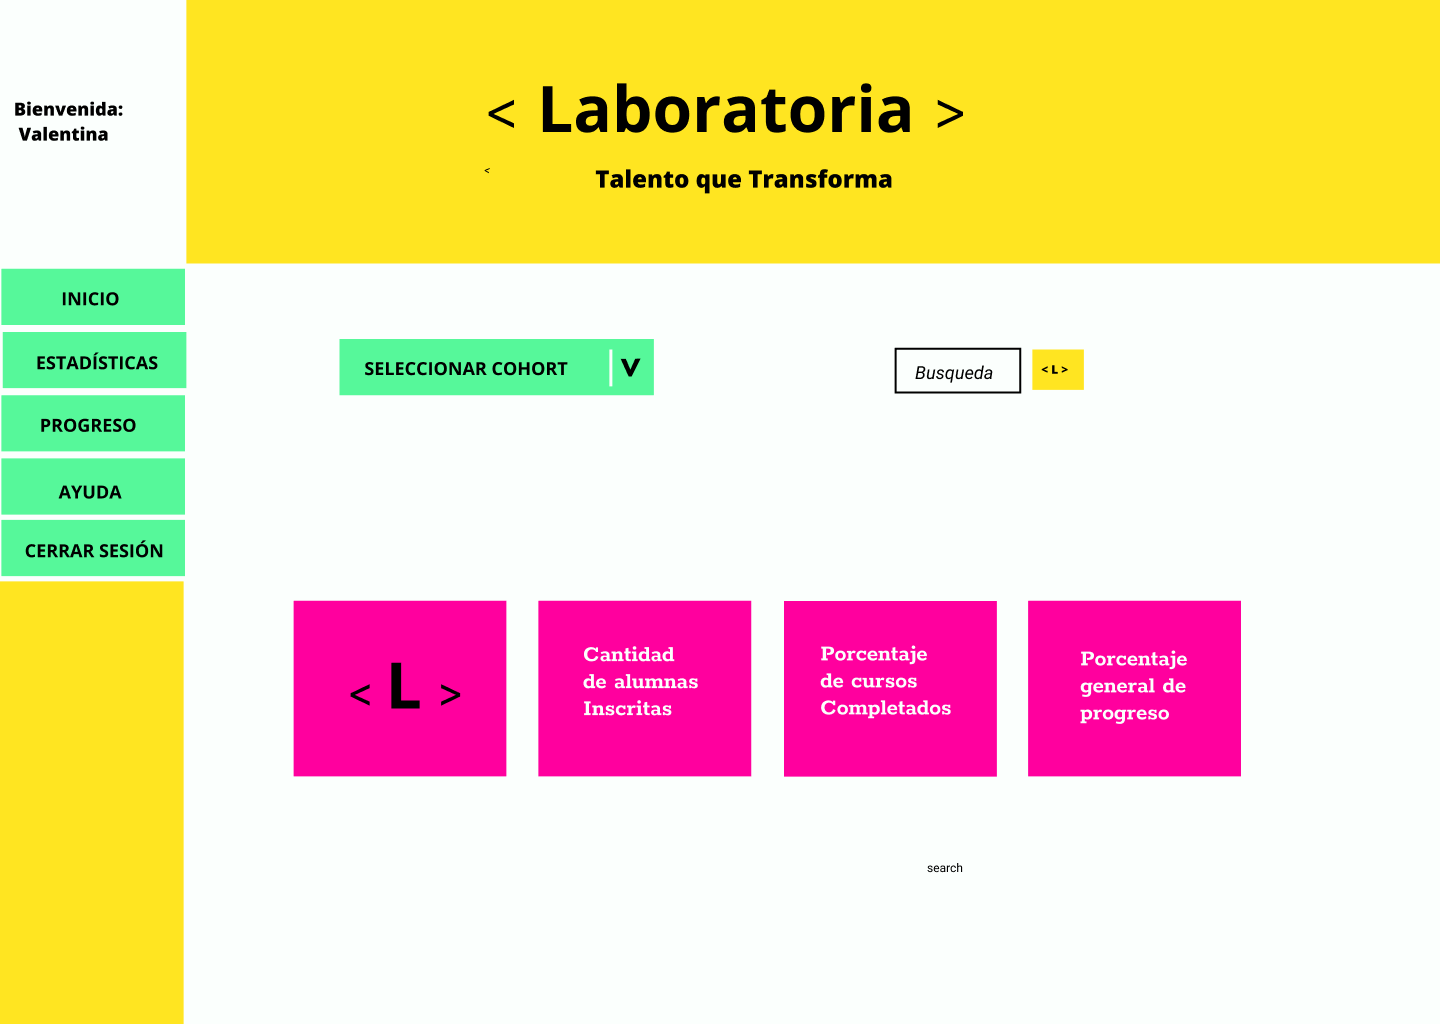 Bienvenida:
Valentina
< Laboratoria >
<
Talento que Transforma
INICIO
ESTADÍSTICAS
PROGRESO
AYUDA
CERRAR SESIÓN
SELECCIONAR COHORT V
Busqueda
< L >
< L >
Cantidad
de alumnas
Inscritas
Porcentaje
de cursos
Completados
Porcentaje
general de
progreso
search